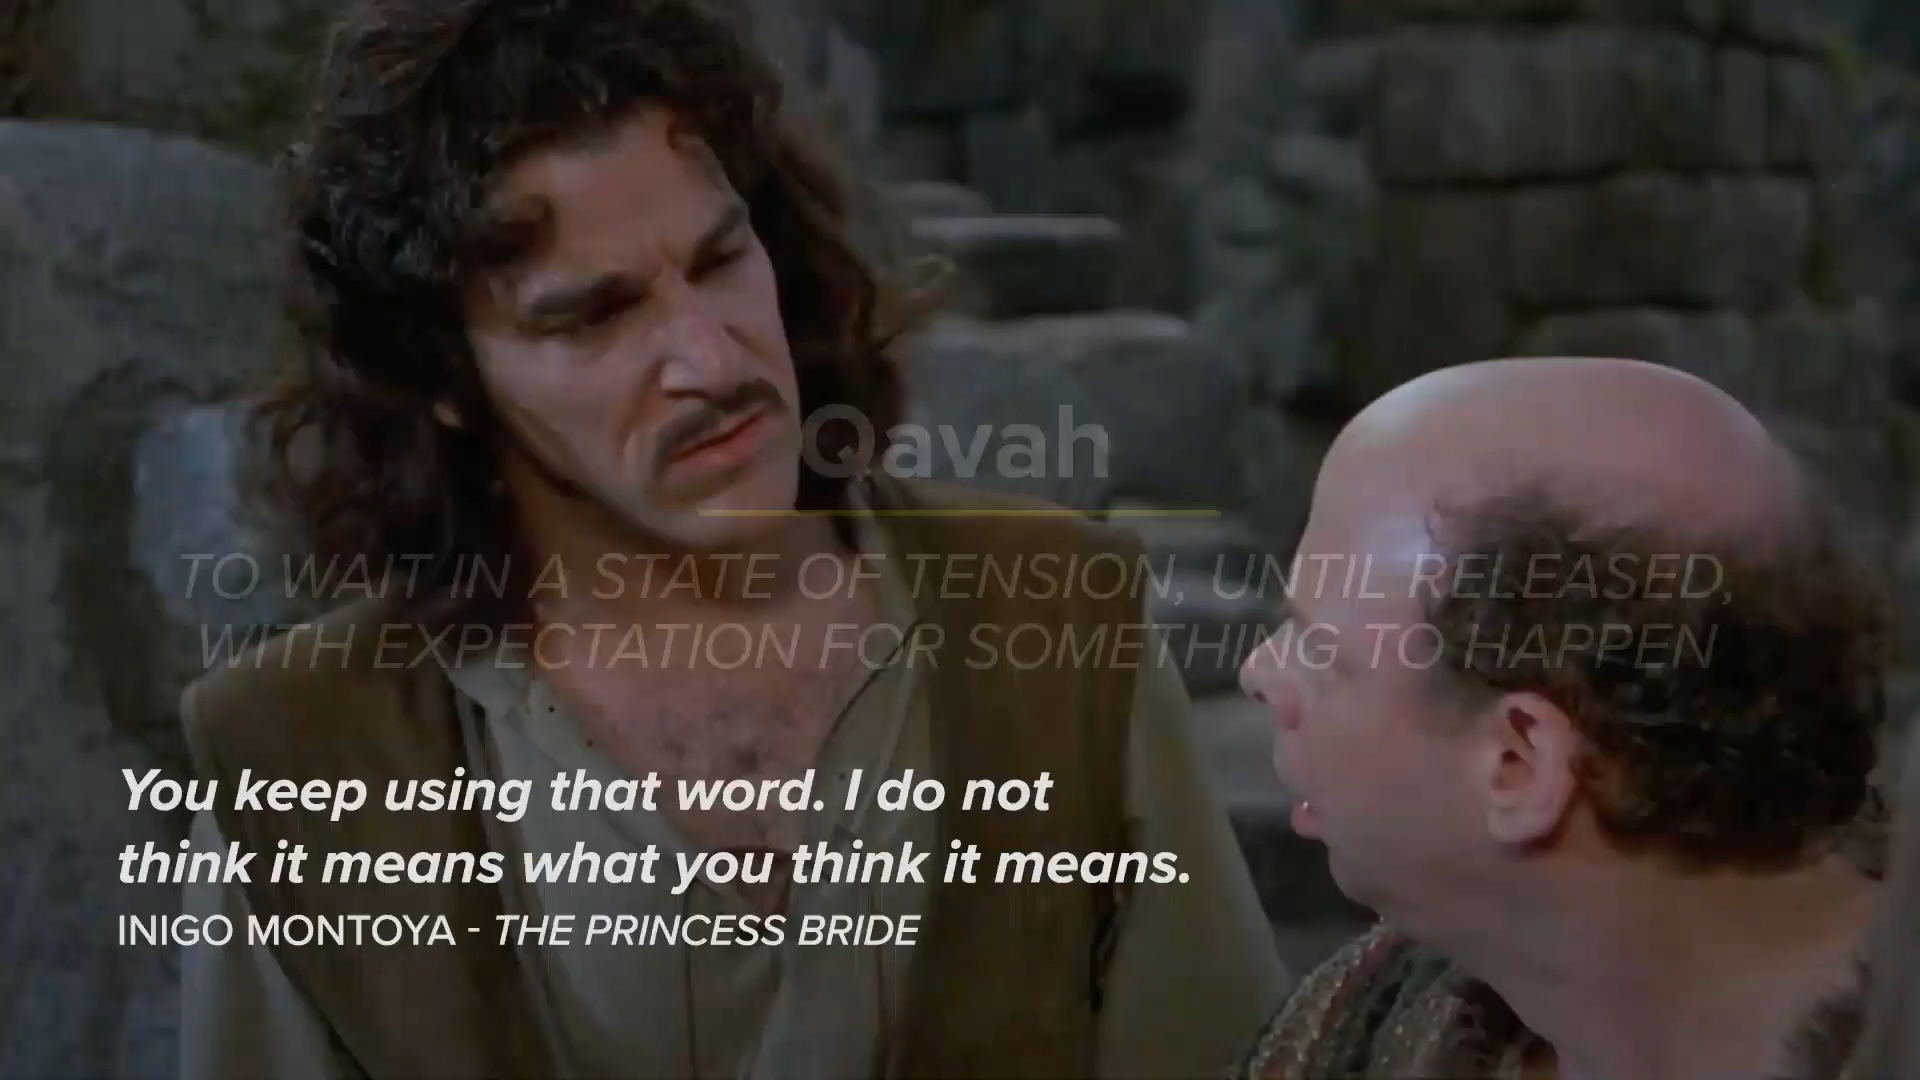 Qavah
TO WAIT IN A STATE OF TENSION, UNTIL RELEASED,
WITH EXPECTATION FOR SOMETHING TO HAPPEN
You keep using that word. I do not
think it means what you think it means.
INIGO MONTOYA - THE PRINCESS BRIDE